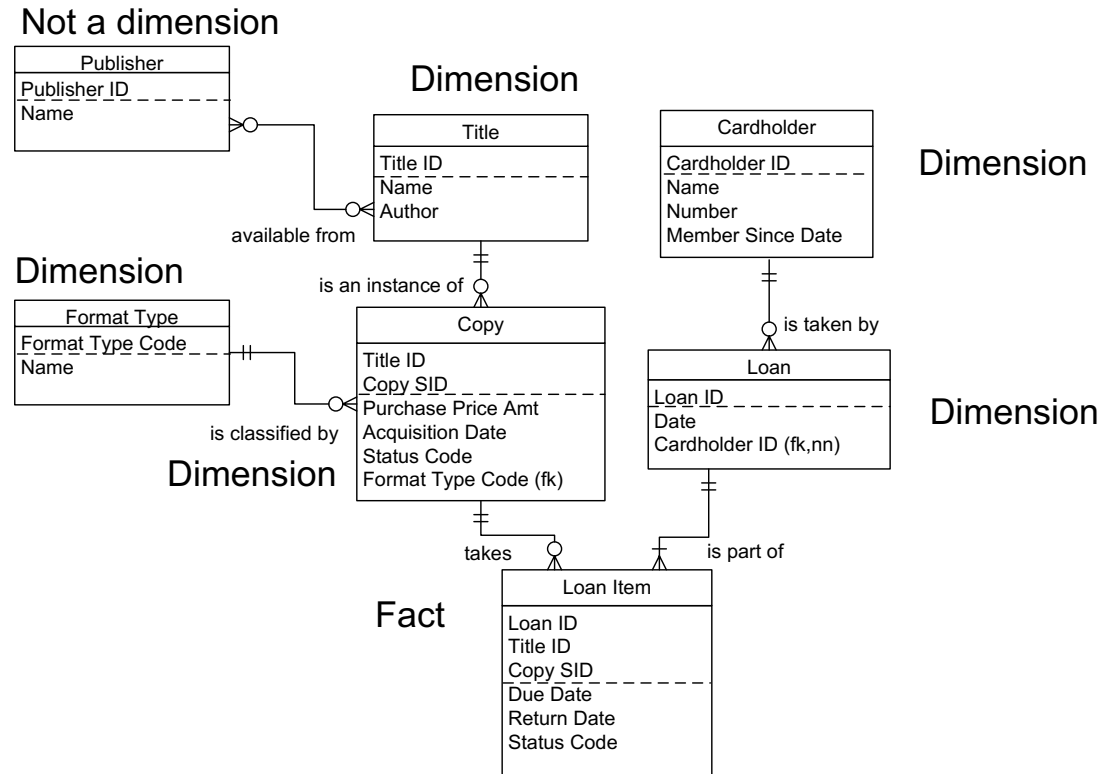 Not a dimension
Publisher
Publisher ID
Name
Dimension
Title
Title ID
Name
Author
available from
Cardholder
Cardholder ID
Name
Number
Member Since Date
Dimension
Dimension
Format Type
Format Type Code
Name
is an instance of
is classified by
Dimension
Copy
Title ID
Copy SID
Purchase Price Amt
Acquisition Date
Status Code
Format Type Code (fk)
is taken by
Loan
Loan ID
Date
Cardholder ID (fk,nn)
Dimension
takes
is part of
Fact
Loan Item
Loan ID
Title ID
Copy SID
Due Date
Return Date
Status Code